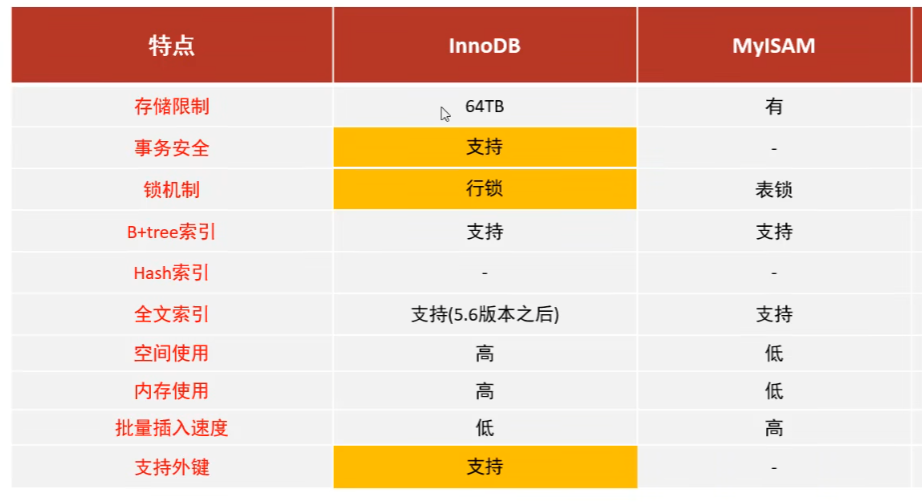 特点 InnoDB MyISAM
存储限制 64TB 有
事务安全 支持 -
锁机制 行锁 表锁
B+tree索引 支持 支持
Hash索引 - -
全文索引 支持(5.6版本之后) 支持
空间使用 高 低
内存使用 高 低
批量插入速度 低 高
支持外键 支持 -